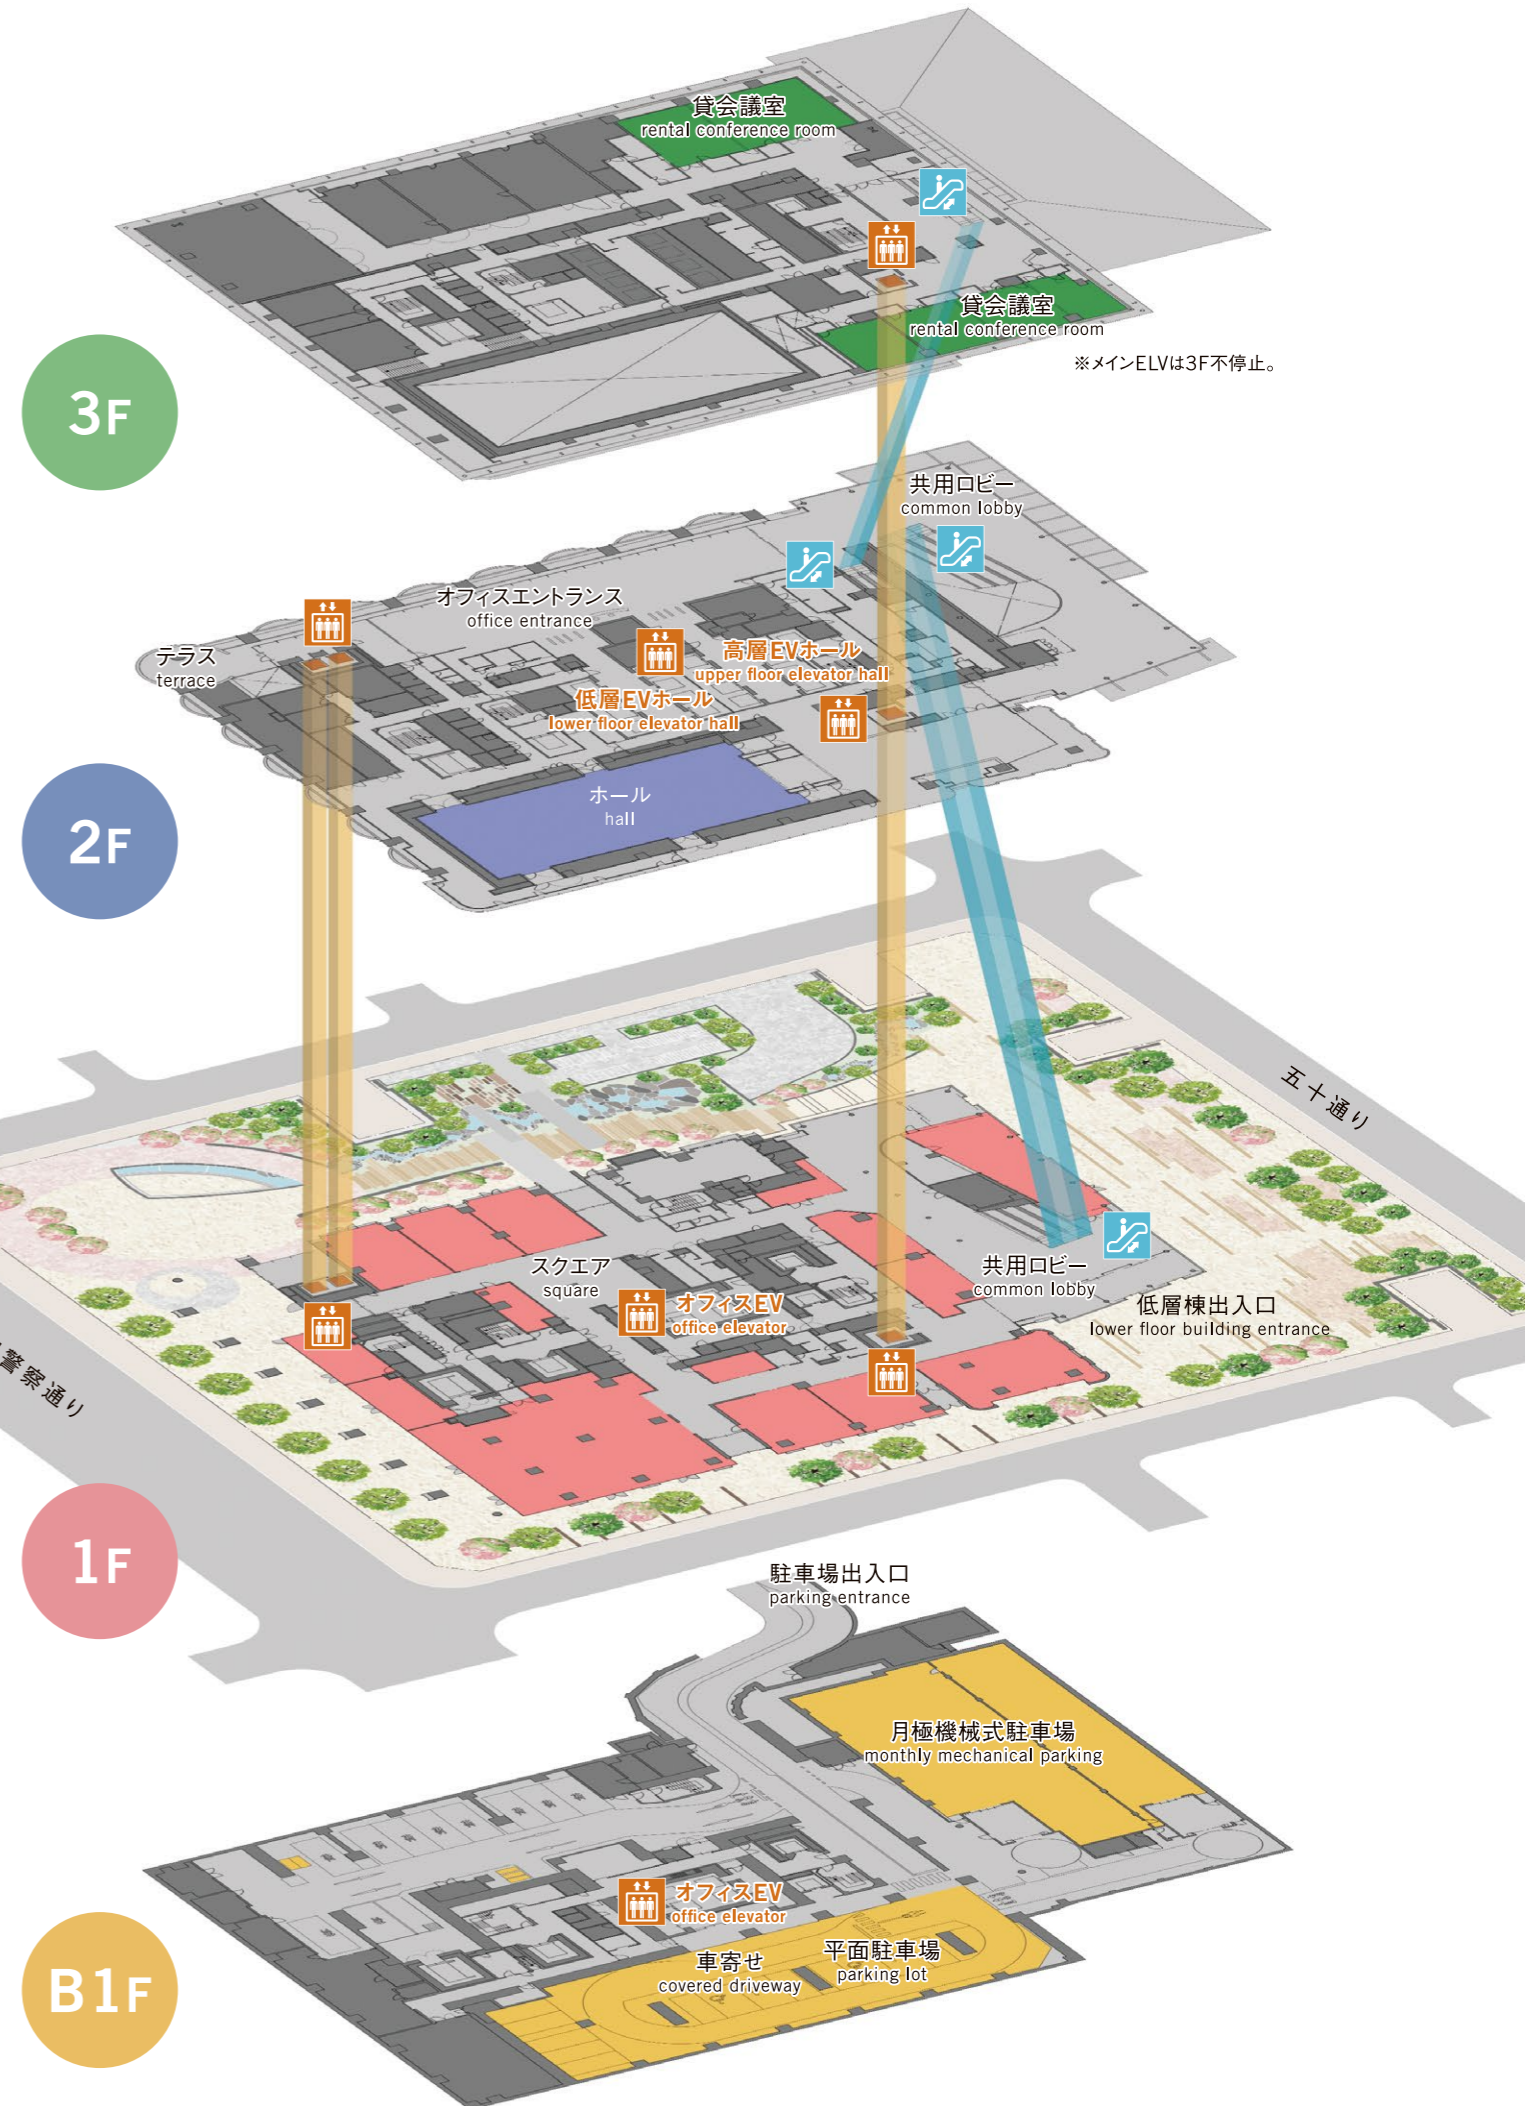 貸会議室
rental conference room
貸会議室
rental conference room
※メインELVは3F不停止。
3F
共用ロビー
common lobby
オフィスエントランス
office entrance
テラス
terrace
高層EVホール
upper floor elevator hall
低層EVホール
lower floor elevator hall
ホール
hall
2F
五十通り
スクエア
square
オフィスEV
office elevator
共用ロビー
common lobby
低層棟出入口
lower floor building entrance
警察通り
1F
駐車場出入口
parking entrance
月極機械式駐車場
monthly mechanical parking
オフィスEV
office elevator
車寄せ
covered driveway
平面駐車場
parking lot
B1F